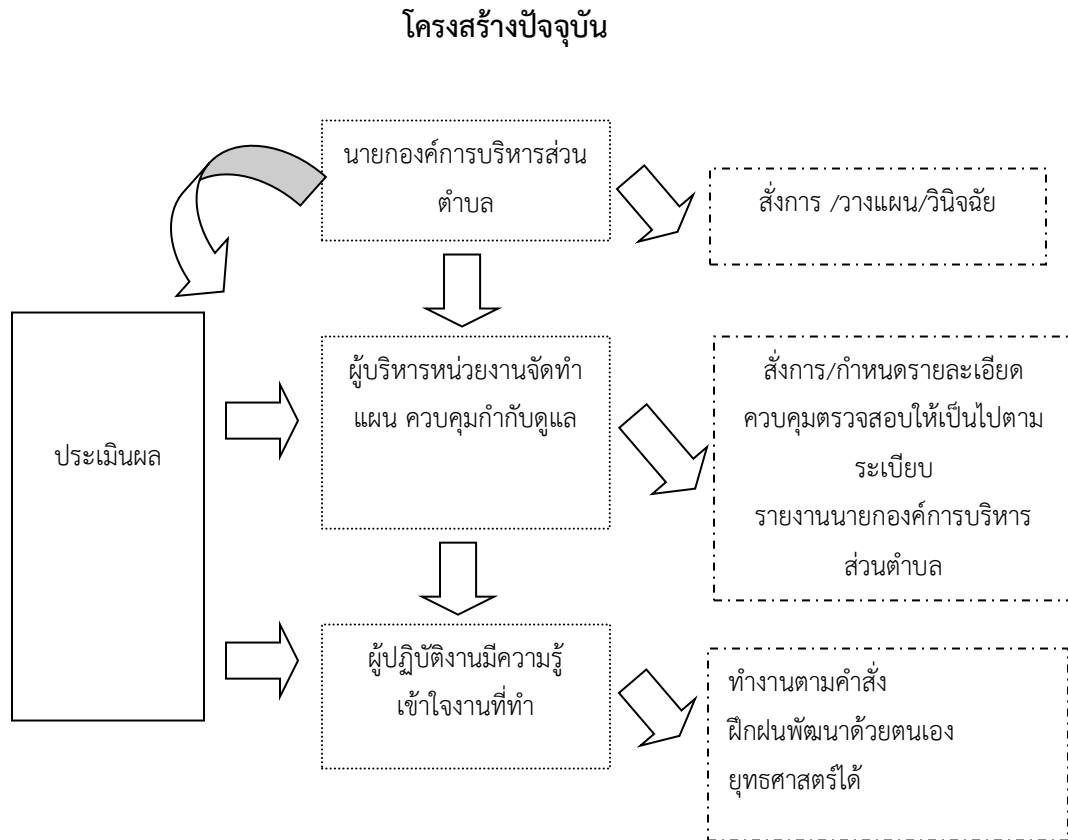 โครงสร้างปัจจุบัน
นายกองค์การบริหารส่วน
ตำบล
สั่งการ /วางแผน/วินิจฉัย
ผู้บริหารหน่วยงานจัดทำ
แผน ควบคุมกำกับดูแล
สั่งการ/กำหนดรายละเอียด
ควบคุมตรวจสอบให้เป็นไปตาม
ระเบียบ
รายงานนายกองค์การบริหาร
ส่วนตำบล
ประเมินผล
ผู้ปฏิบัติงานมีความรู้
เข้าใจงานที่ทำ
ทำงานตามคำสั่ง
ฝึกฝนพัฒนาด้วยตนเอง
ยุทธศาสตร์ได้